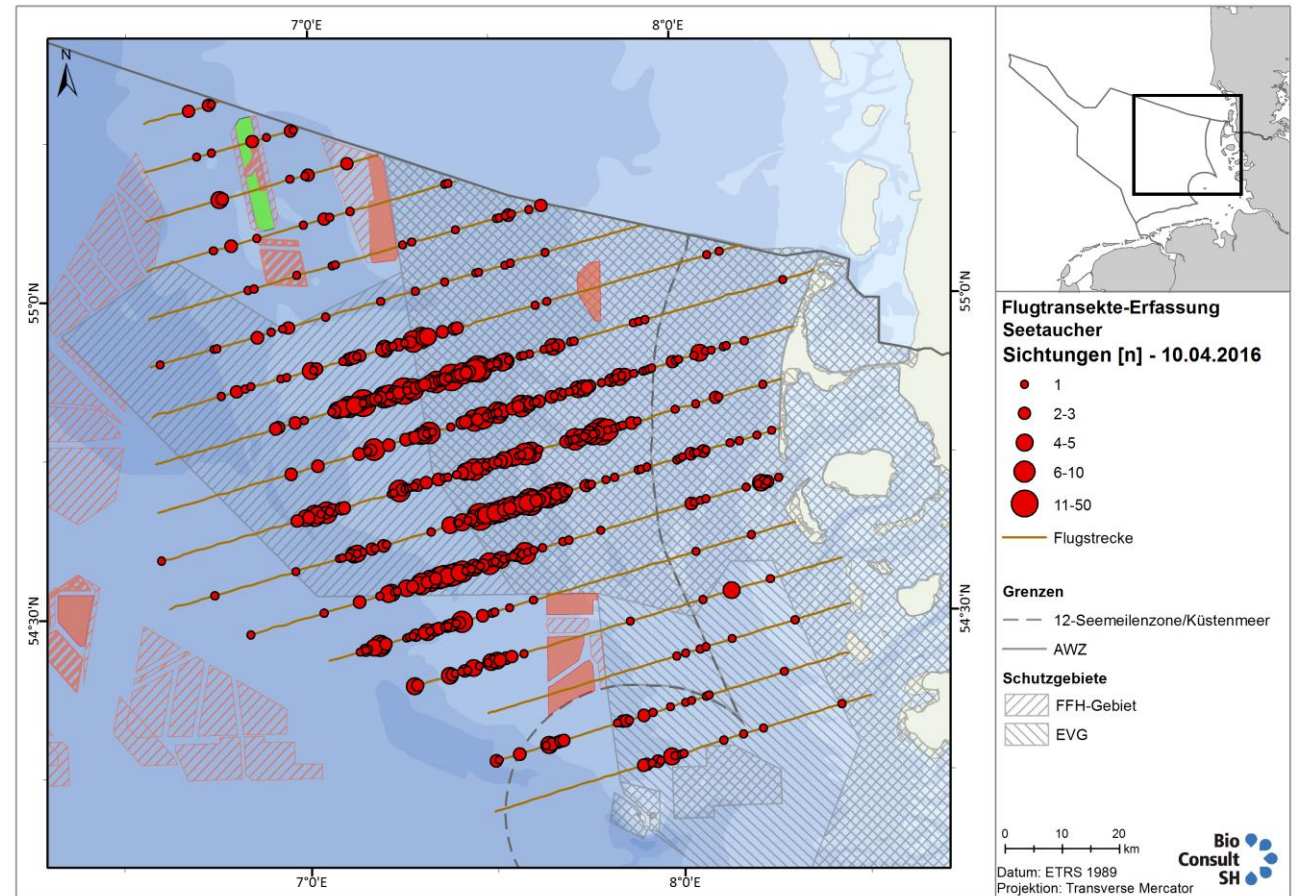 7°0'E
8°0'E
N
55°0'N
55°0'N
54°30'N
54°30'N
7°0'E
8°0'E
Flugtransekte-Erfassung
Seetaucher
Sichtungen [n] - 10.04.2016
1
2-3
4-5
6-10
11-50
Flugstrecke
Grenzen
12-Seemeilenzone/Küstenmeer
AWZ
Schutzgebiete
FFH-Gebiet
EVG
0 10 20
km
Datum: ETRS 1989
Projektion: Transverse Mercator
Bio
Consult
SH